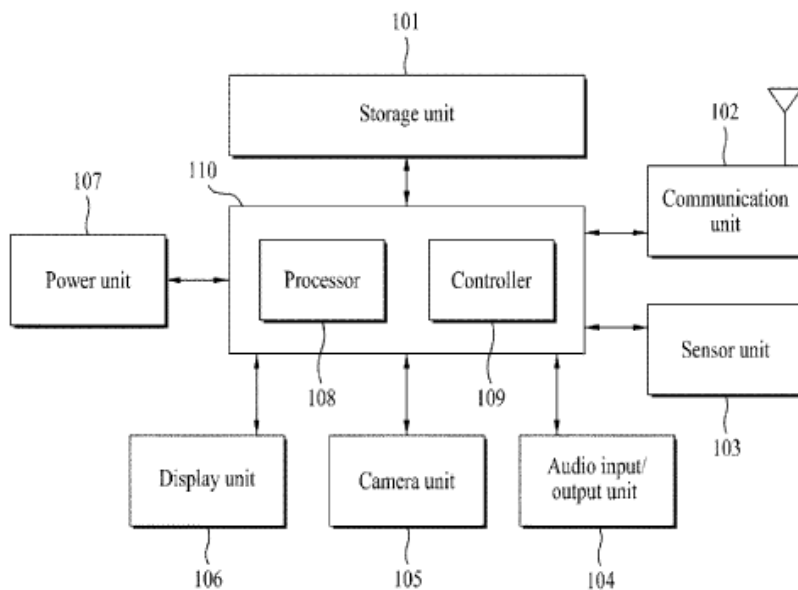 101
Storage unit
102
Communication
unit
110
107
Power unit
Processor
Controller
108
109
Sensor unit
103
Display unit
Camera unit
Audio input/
output unit
106
105
104